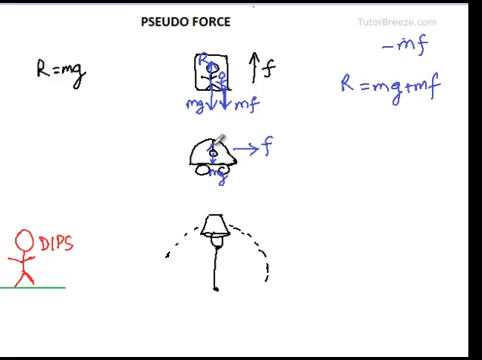 PSEUDO FORCE
TutorBreeze.com
-mf
R = mg
R
f
R = mg+mf
mg
mf
f
mg
DIPS